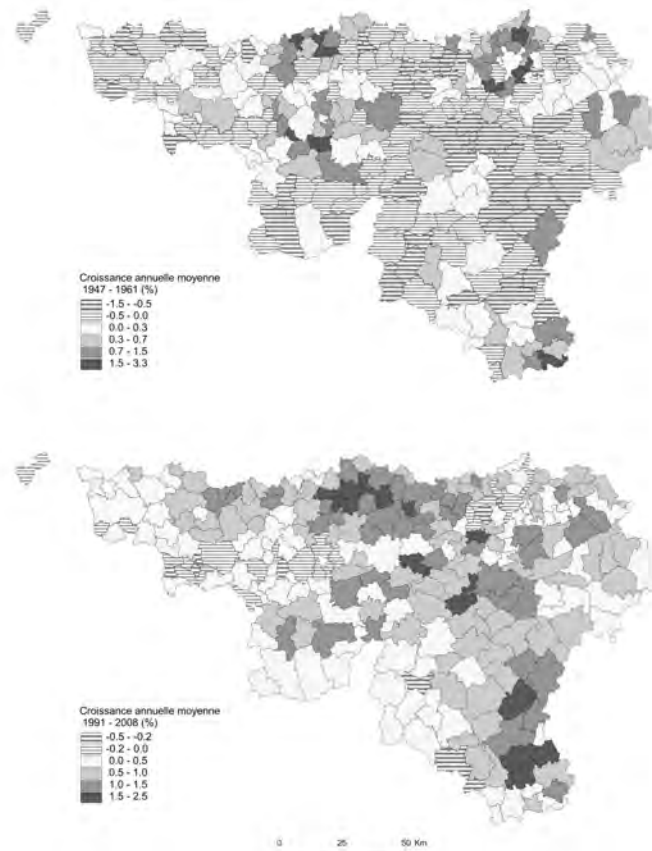 Croissance annuelle moyenne
1947 - 1961 (%)
-1.5 - -0.5
-0.5 - 0.0
0.0 - 0.3
0.3 - 0.7
0.7 - 1.5
1.5 - 3.3
Croissance annuelle moyenne
1991 - 2008 (%)
-0.5 - -0.2
-0.2 - 0.0
0.0 - 0.5
0.5 - 1.0
1.0 - 1.5
1.5 - 2.5
0 25 50 Km